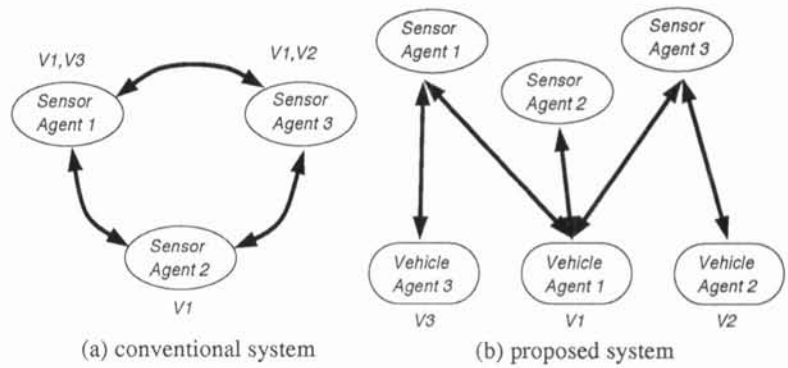 V1,V3
V1,V2
Sensor
Agent 1
Sensor
Agent 3
Sensor
Agent 2
V1
(a) conventional system
Sensor
Agent 1
Sensor
Agent 2
Sensor
Agent 3
Vehicle
Agent 3
Vehicle
Agent 1
Vehicle
Agent 2
V3
V1
V2
(b) proposed system